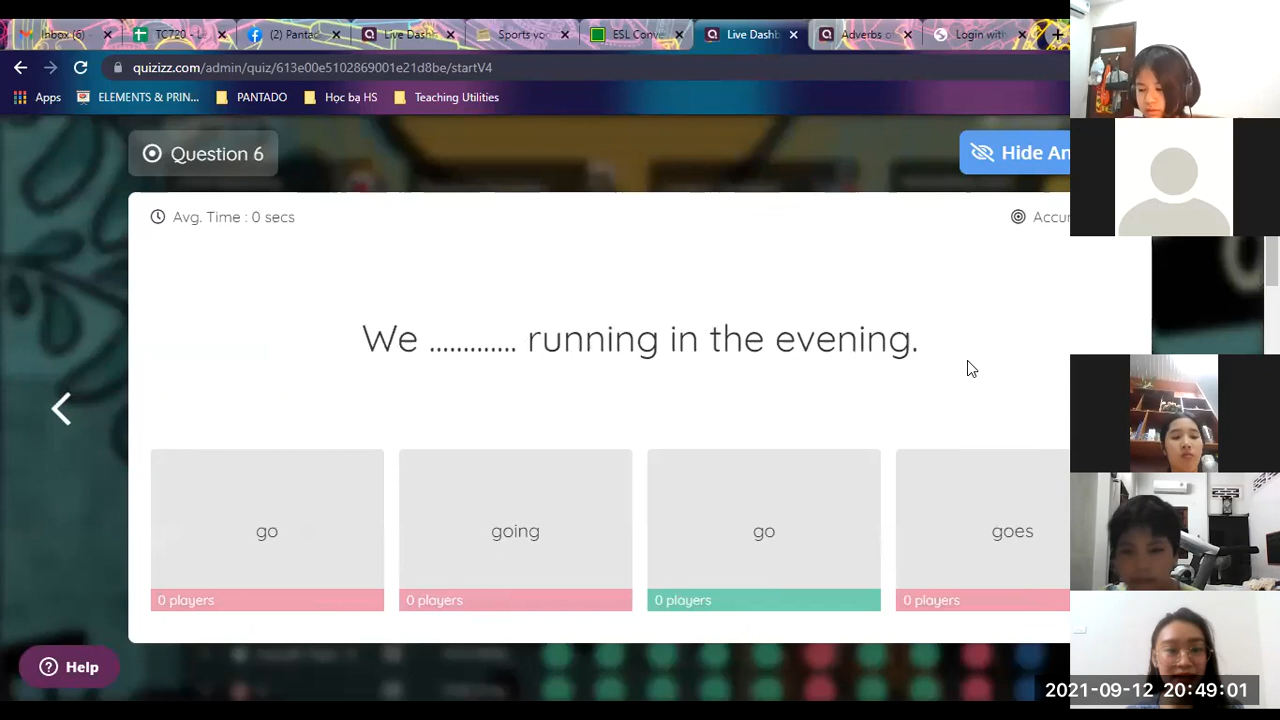 Inbox (6)
TC720 - L
(2) Panta
Live Dash
Sports vo
ESL Conve
Live Dashb
Adverbs o
Login with
quizizz.com/admin/quiz/613e00e5102869001e21d8be/startV4
Apps
ELEMENTS & PRIN...
PANTADO
Học bạ HS
Teaching Utilities
Question 6
Hide An
Avg. Time : 0 secs
Accur
We ............. running in the evening.
go
going
go
goes
0 players
0 players
0 players
0 players
Help
2021-09-12 20:49:01